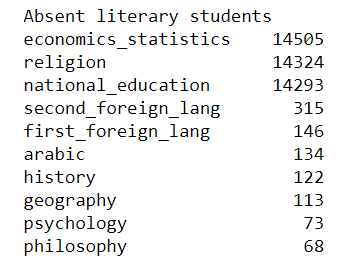 Absent literary students
economics_statistics 14505
religion 14324
national_education 14293
second_foreign_lang 315
first_foreign_lang 146
arabic 134
history 122
geography 113
psychology 73
philosophy 68